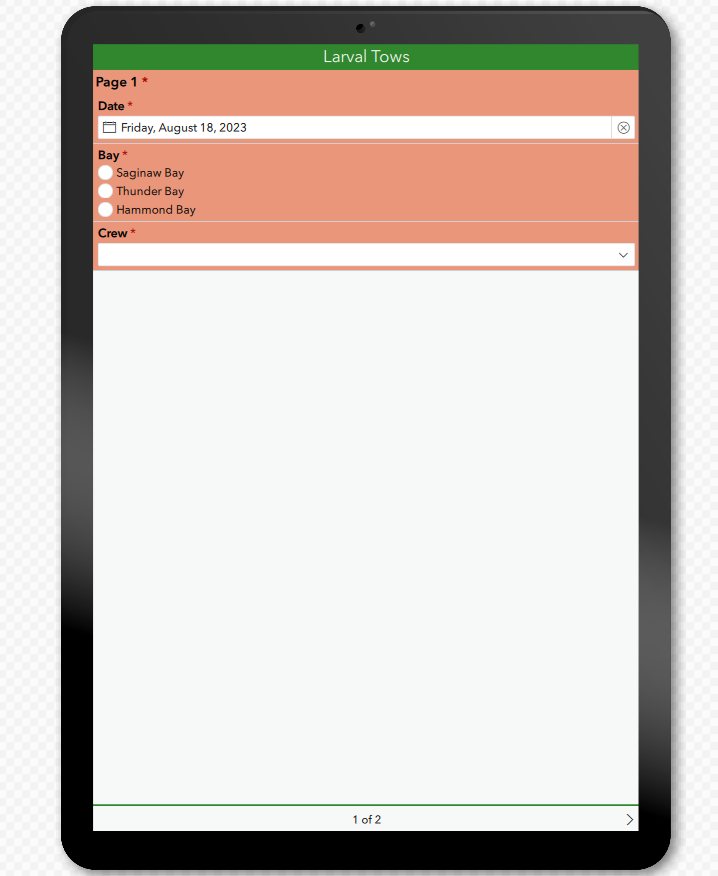 Larval Tows
Page 1 *
Date *
Friday, August 18, 2023
Bay *
Saginaw Bay
Thunder Bay
Hammond Bay
Crew *
1 of 2